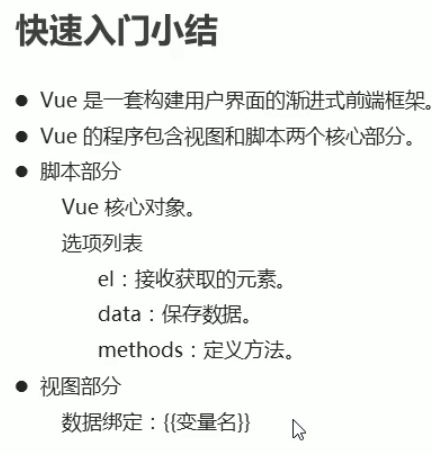 快速入门小结
● Vue 是一套构建用户界面的渐进式前端框架。
● Vue 的程序包含视图和脚本两个核心部分。
● 脚本部分
Vue 核心对象。
选项列表
el：接收获取的元素。
data：保存数据。
methods：定义方法。
● 视图部分
数据绑定：{{变量名}}